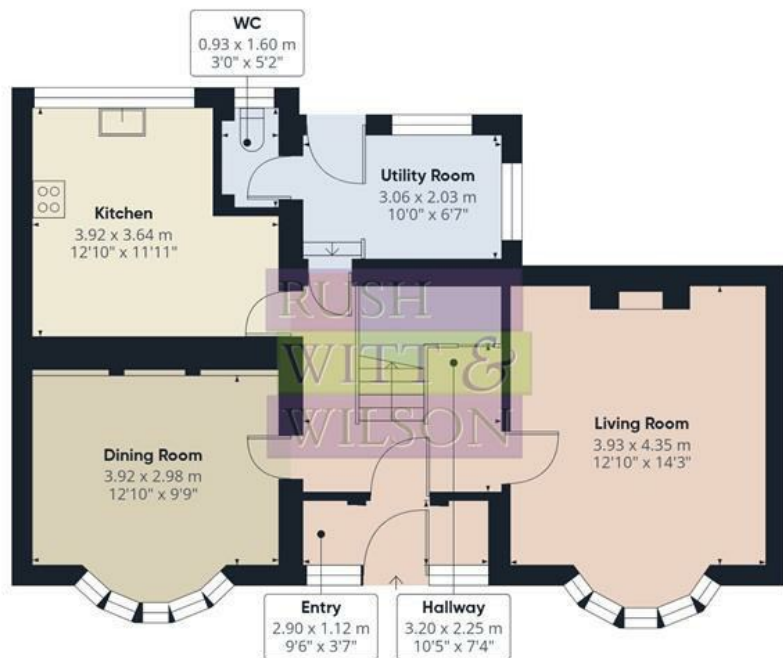 WC
0.93 x 1.60 m
3'0" x 5'2"
Utility Room
3.06 x 2.03 m
10'0" x 6'7"
Kitchen
3.92 x 3.64 m
12'10" x 11'11"
RUSH
WITT &
WILSON
Living Room
3.93 x 4.35 m
12'10" x 14'3"
Dining Room
3.92 x 2.98 m
12'10" x 9'9"
Entry
2.90 x 1.12 m
9'6" x 3'7"
Hallway
3.20 x 2.25 m
10'5" x 7'4"